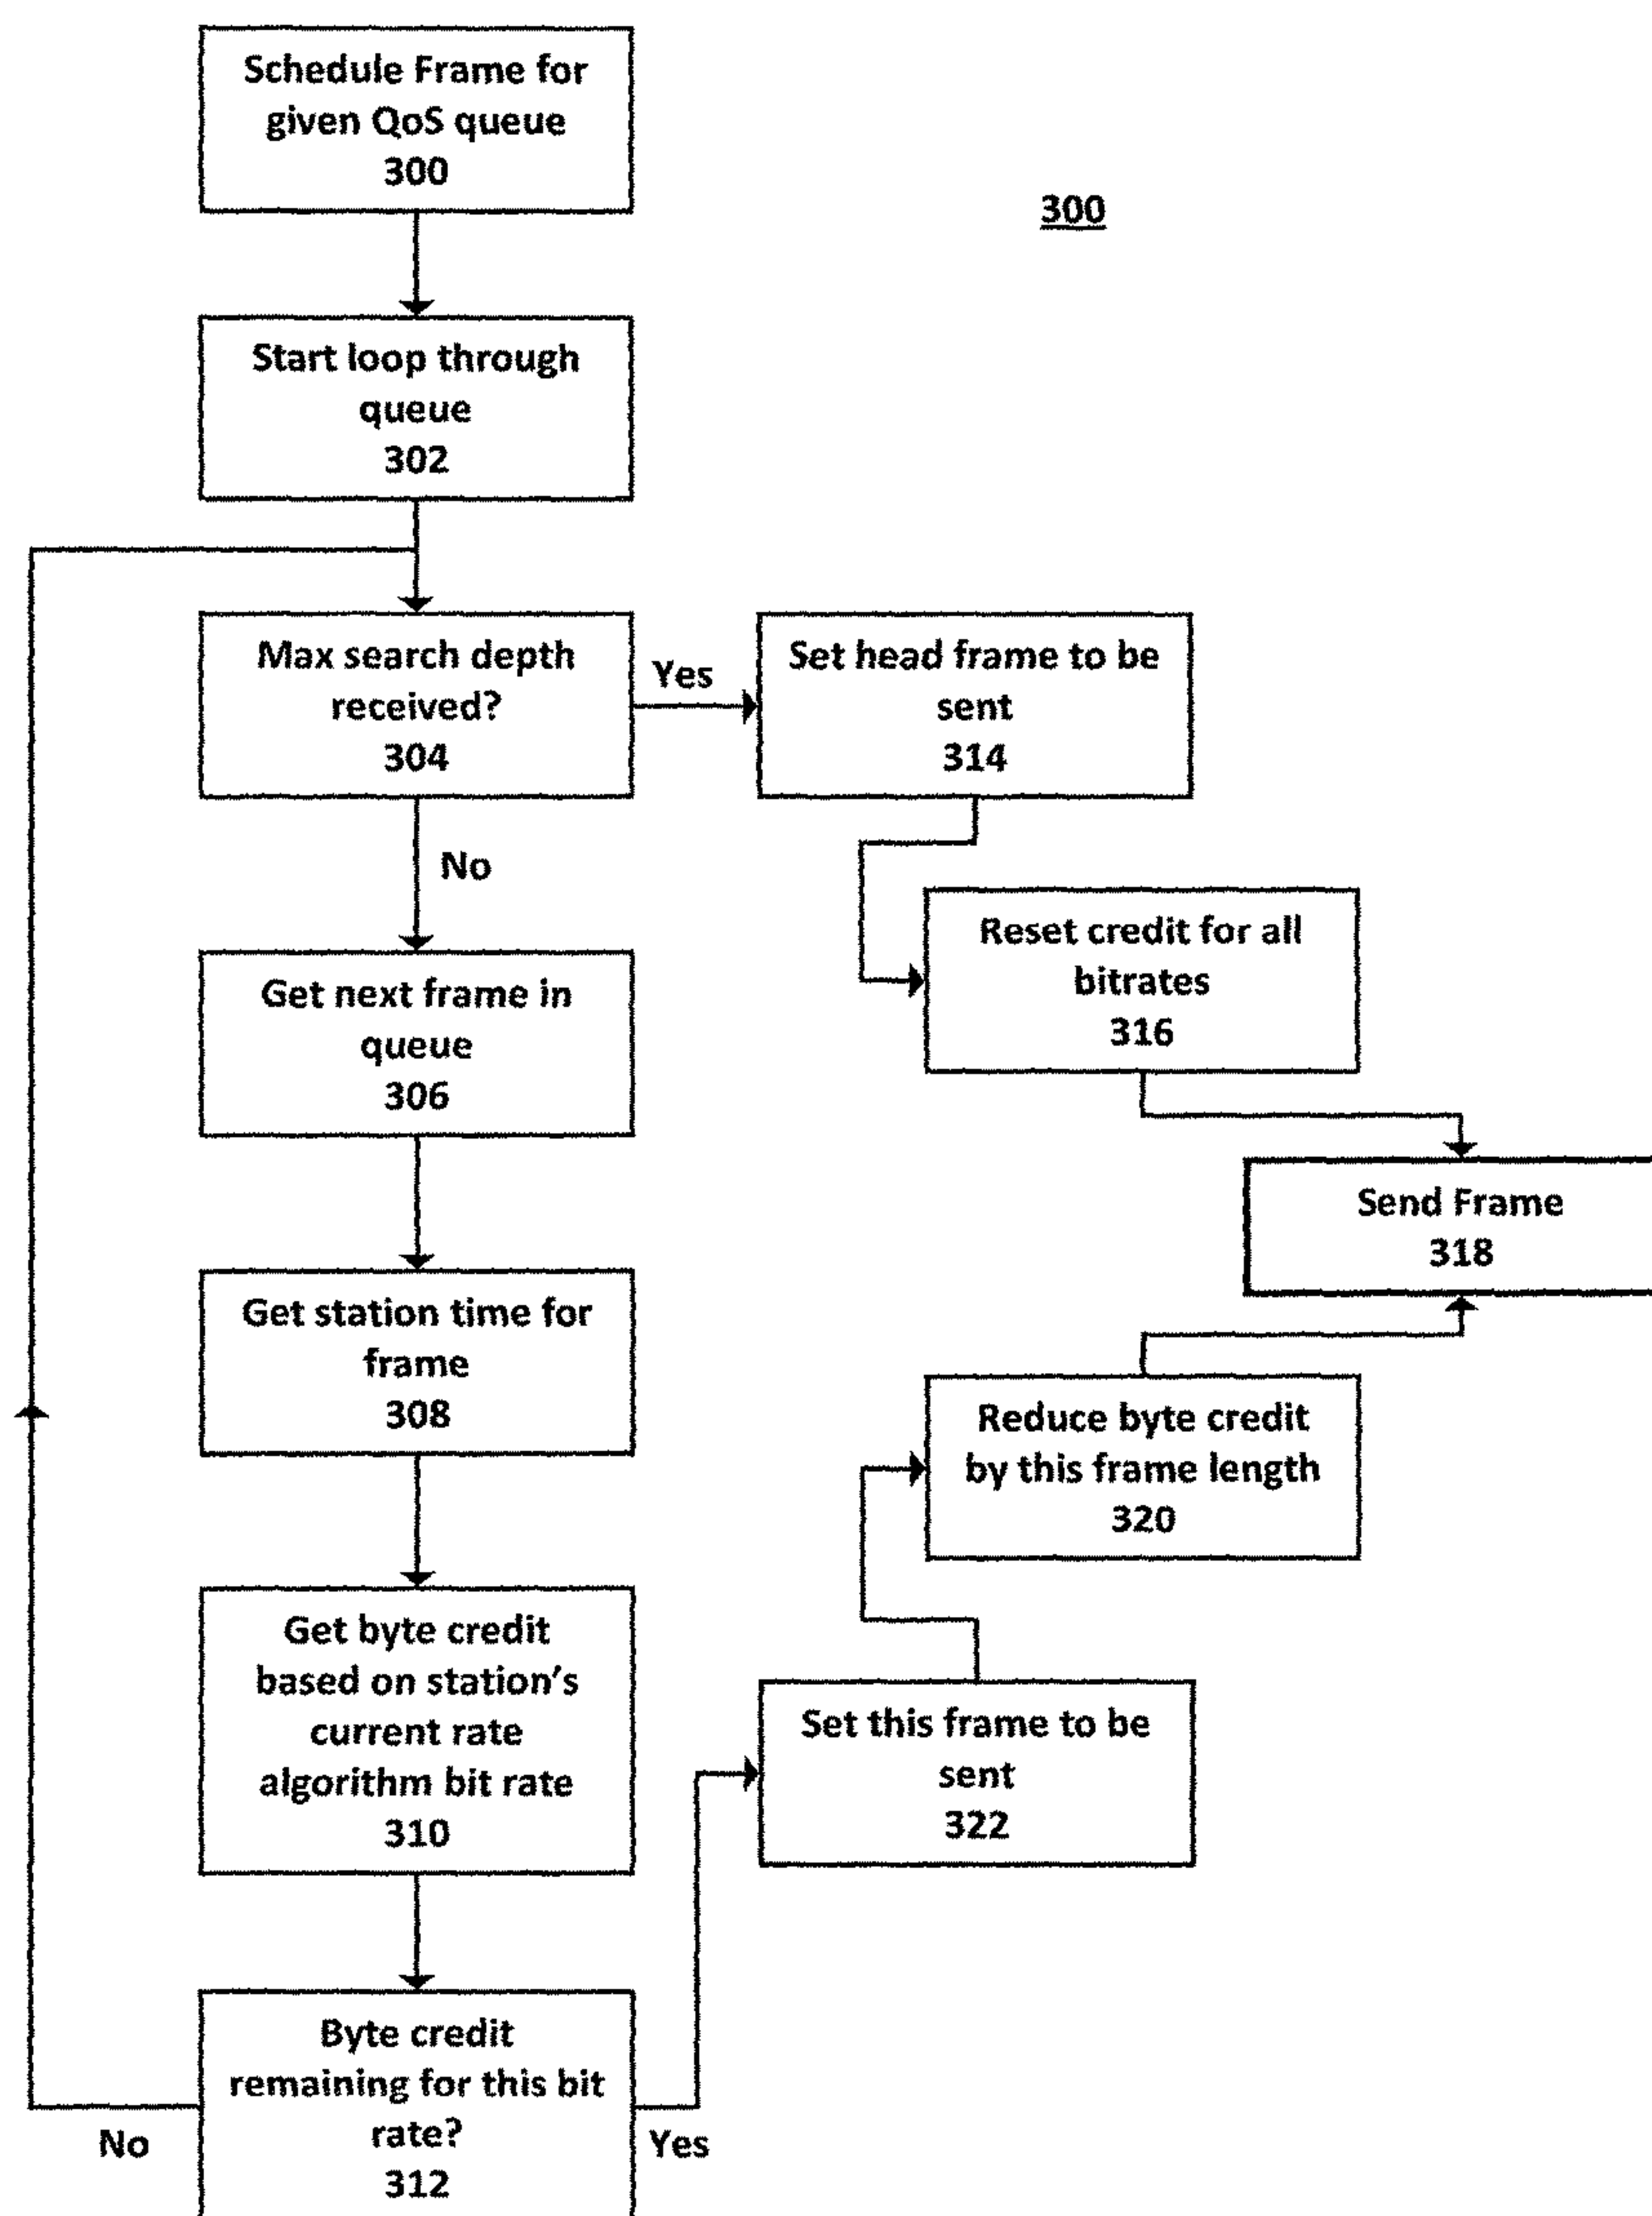 Schedule Frame for
given QoS queue
300
300
Start loop through
queue
302
Max search depth
received?
304
Yes
Set head frame to be
sent
314
No
Reset credit for all
bitrates
316
Get next frame in
queue
306
Send Frame
318
Get station time for
frame
308
Reduce byte credit
by this frame length
320
Get byte credit
based on station's
current rate
algorithm bit rate
310
Set this frame to be
sent
322
Byte credit
remaining for this bit
rate?
312
No
Yes